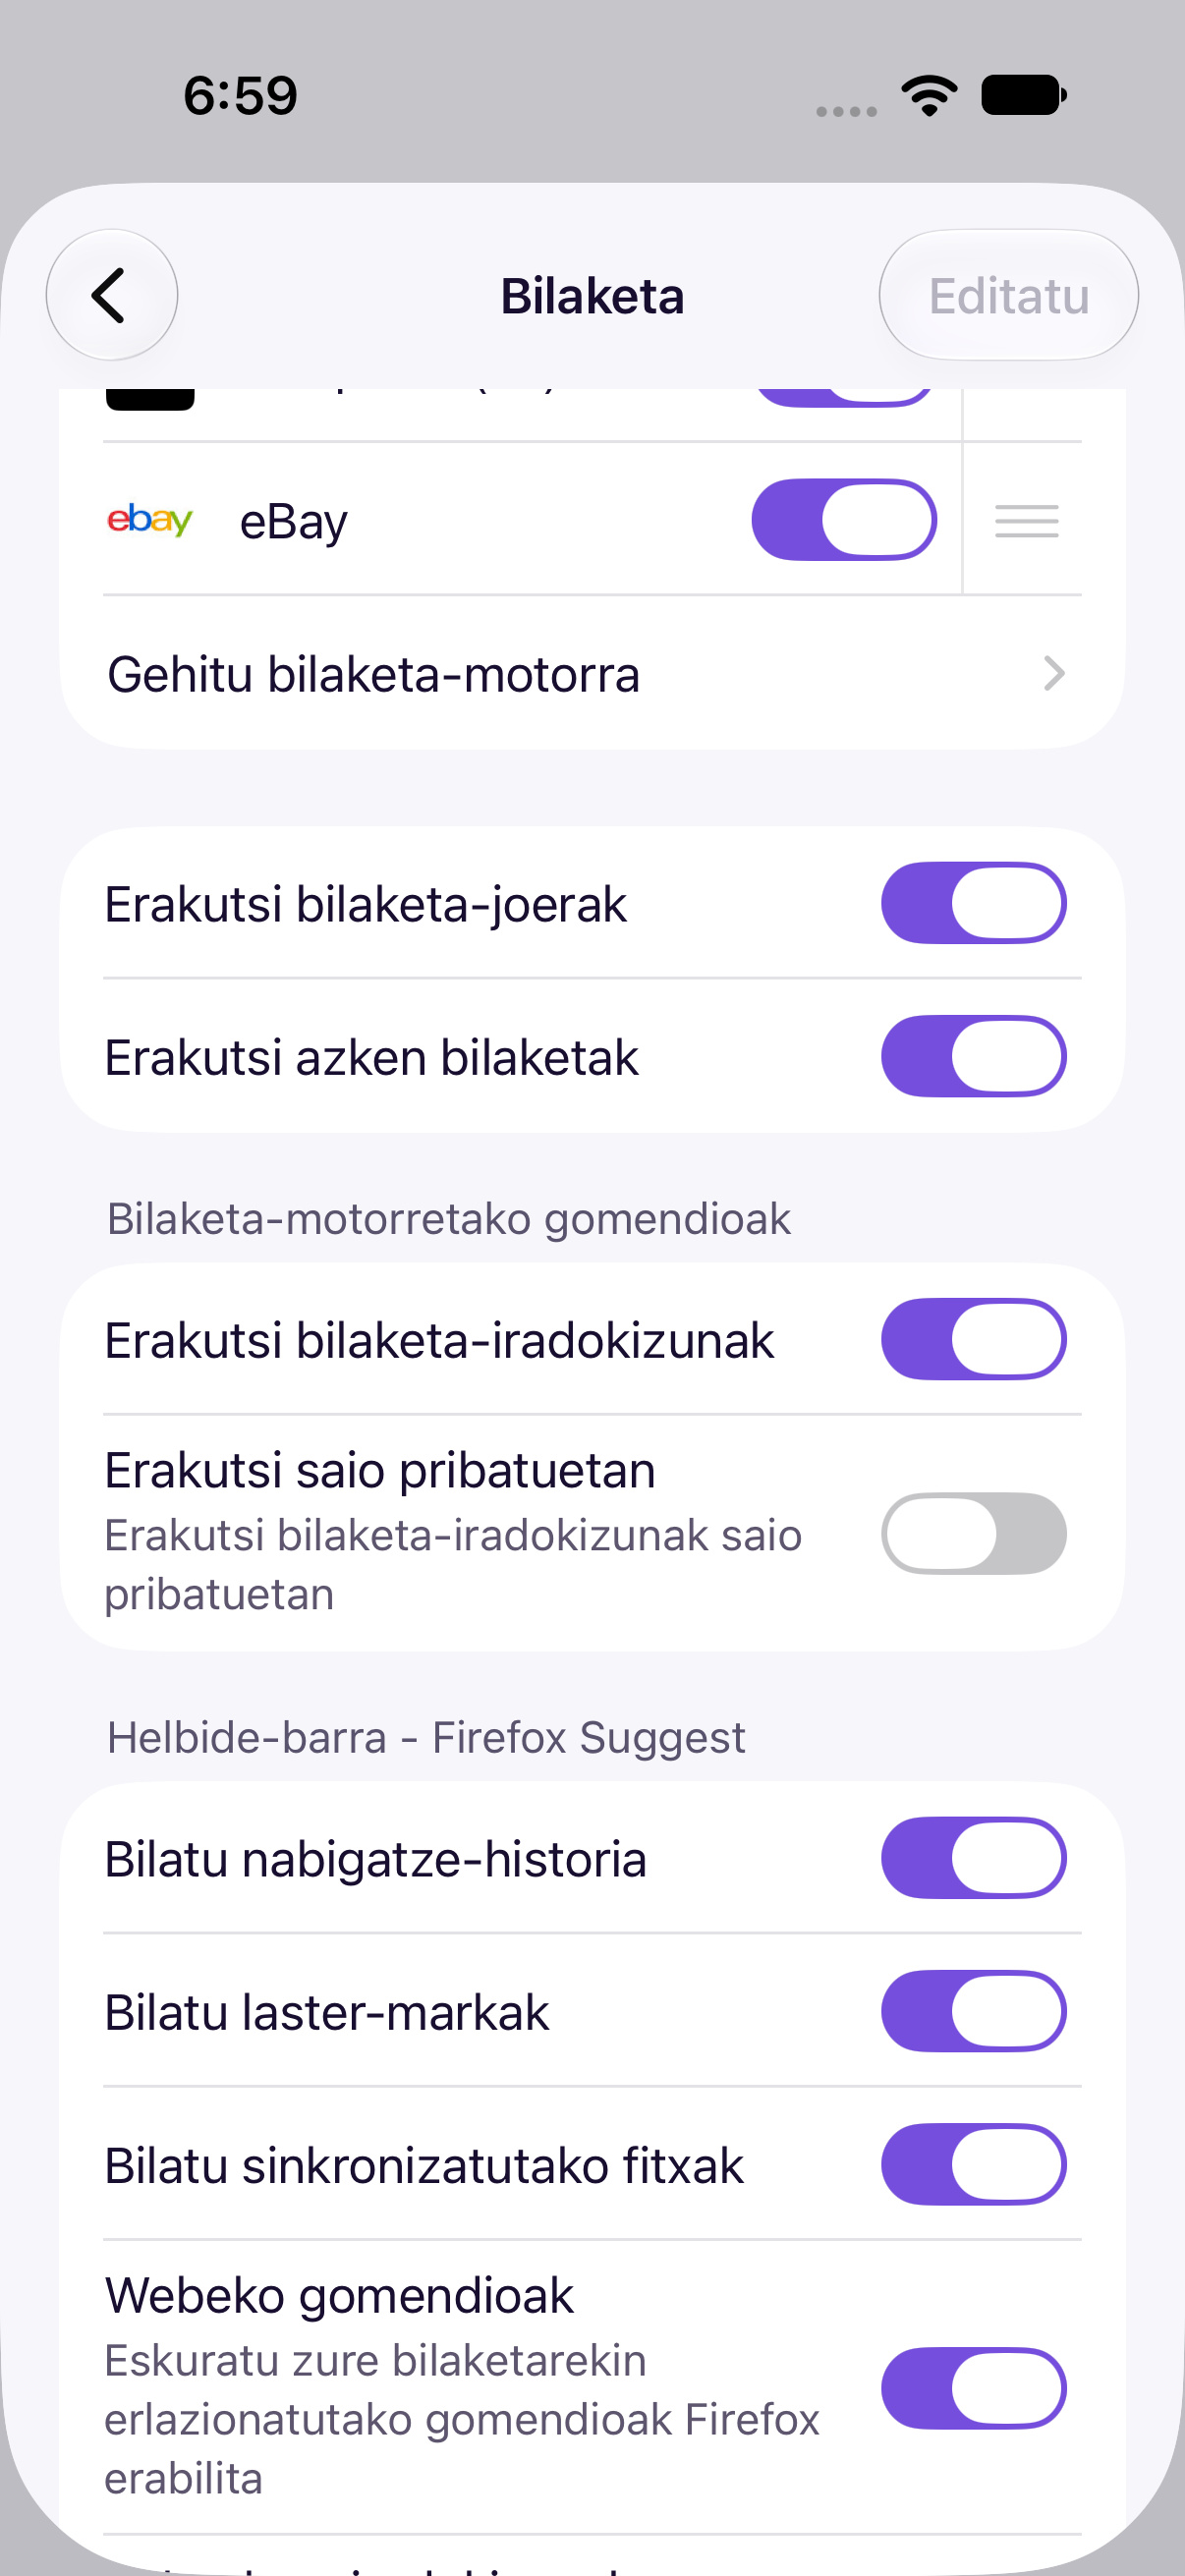 6:59
Bilaketa
Editatu
ebay
eBay
Gehitu bilaketa-motorra
Erakutsi bilaketa-joerak
Erakutsi azken bilaketak
Bilaketa-motorretako gomendioak
Erakutsi bilaketa-iradokizunak
Erakutsi saio pribatuetan
Erakutsi bilaketa-iradokizunak saio
pribatuetan
Helbide-barra - Firefox Suggest
Bilatu nabigatze-historia
Bilatu laster-markak
Bilatu sinkronizatutako fitxak
Webeko gomendioak
Eskuratu zure bilaketarekin
erlazionatutako gomendioak Firefox
erabilita